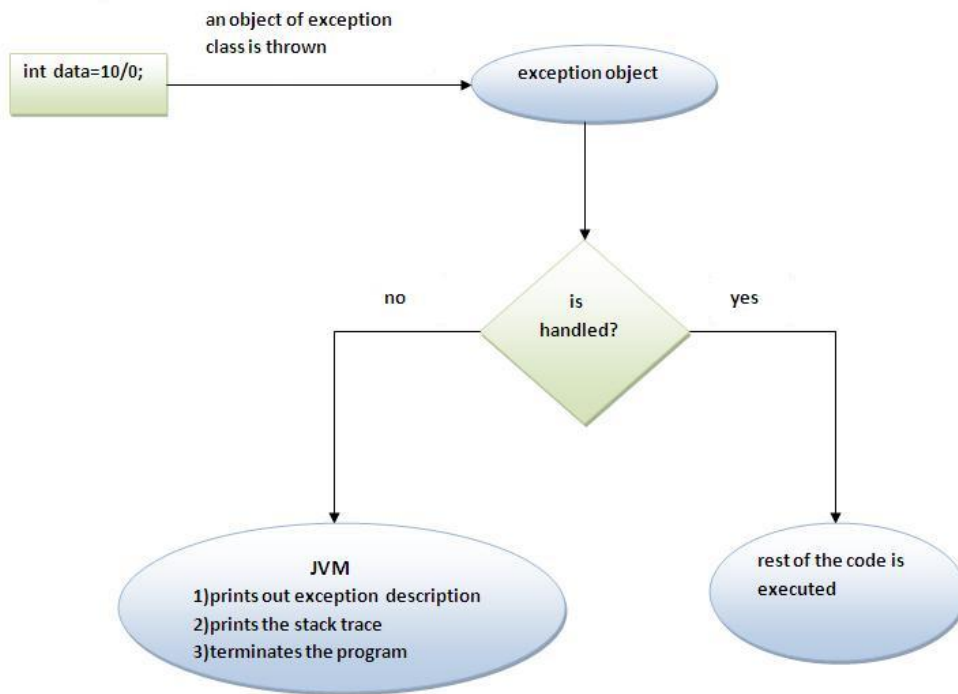 an object of exception
class is thrown
int data=10/0;
exception object
is
handled?
no
yes
JVM
1)prints out exception description
2)prints the stack trace
3)terminates the program
rest of the code is
executed